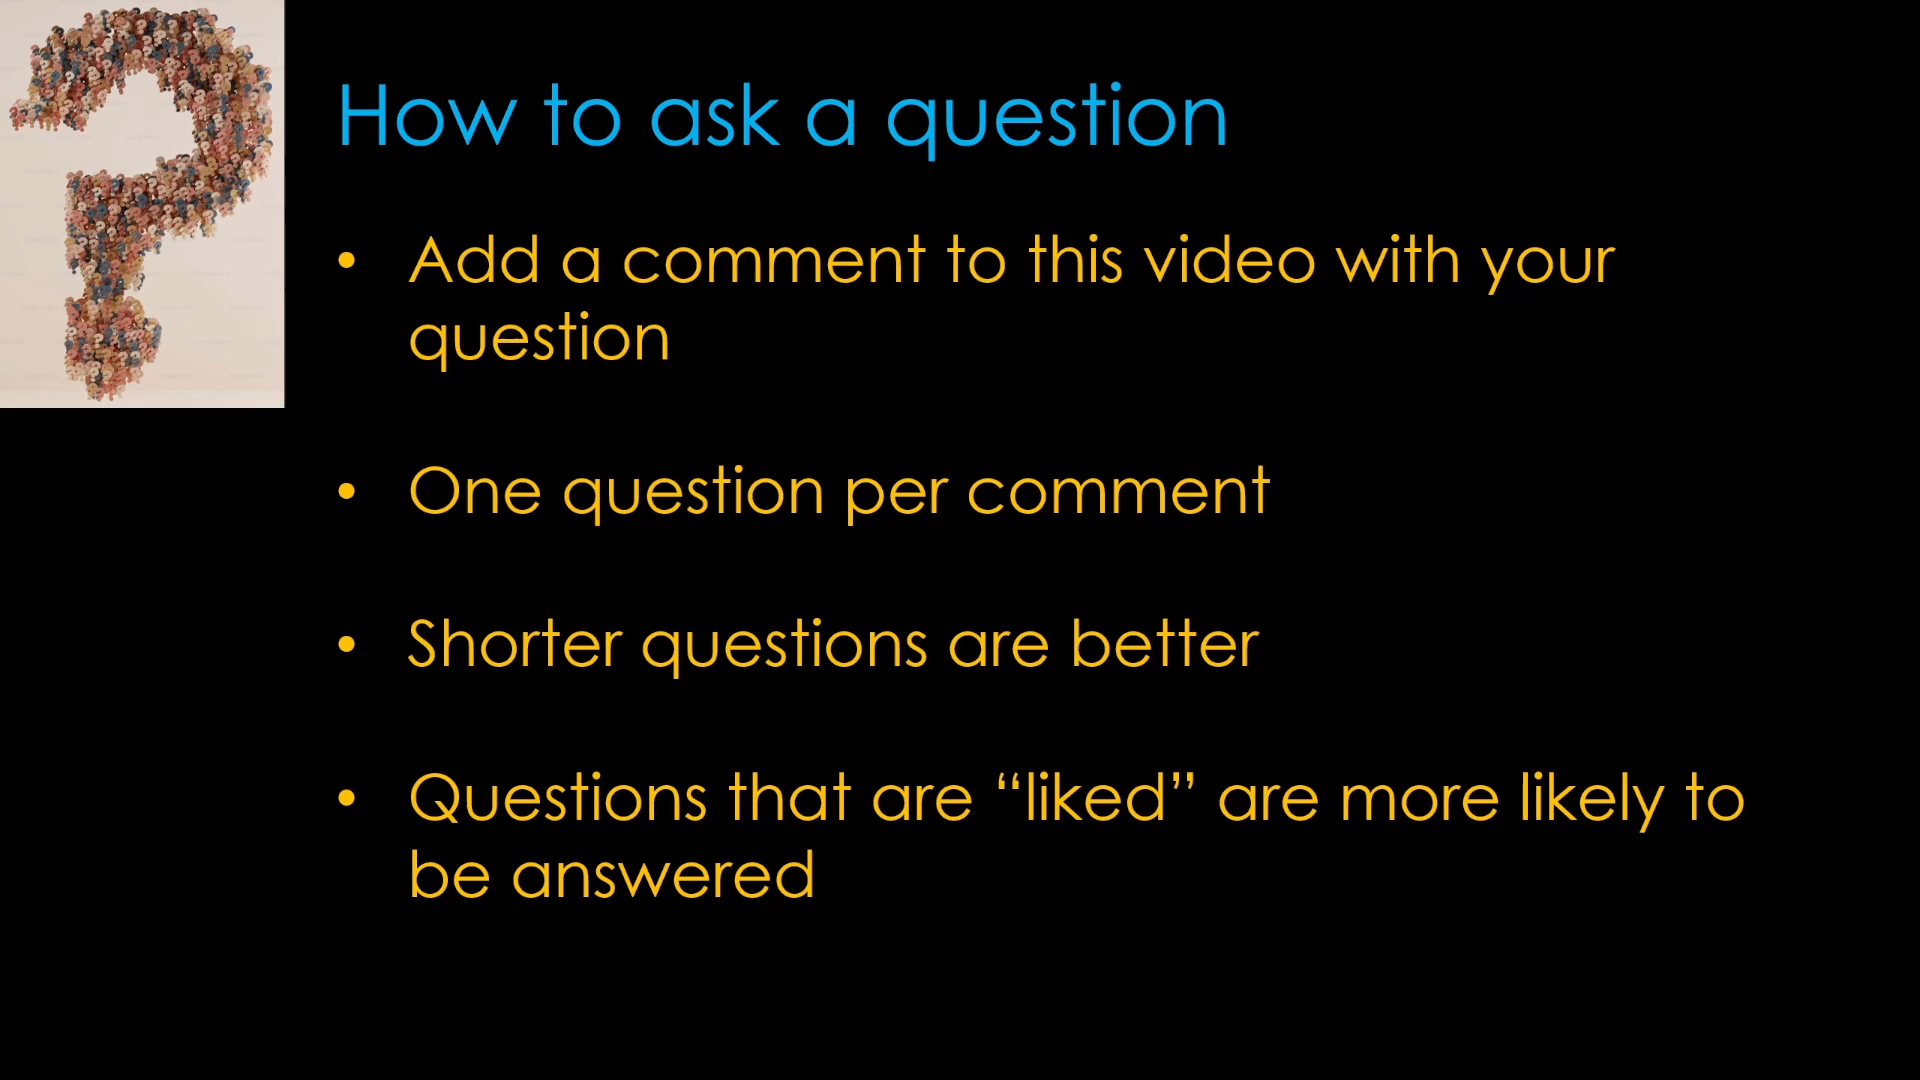 How to ask a question
• Add a comment to this video with your
question
• One question per comment
• Shorter questions are better
• Questions that are “liked” are more likely to
be answered